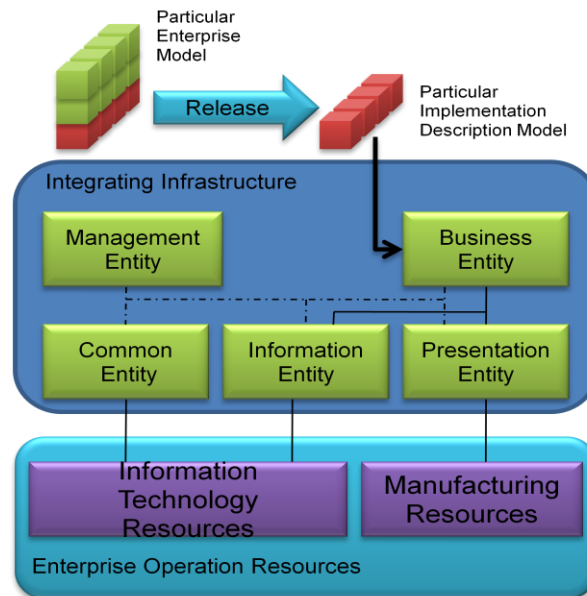 Particular
Enterprise
Model
Release
Particular
Implementation
Description Model
Integrating Infrastructure
Management
Entity
Business
Entity
Common
Entity
Information
Entity
Presentation
Entity
Information
Technology
Resources
Manufacturing
Resources
Enterprise Operation Resources